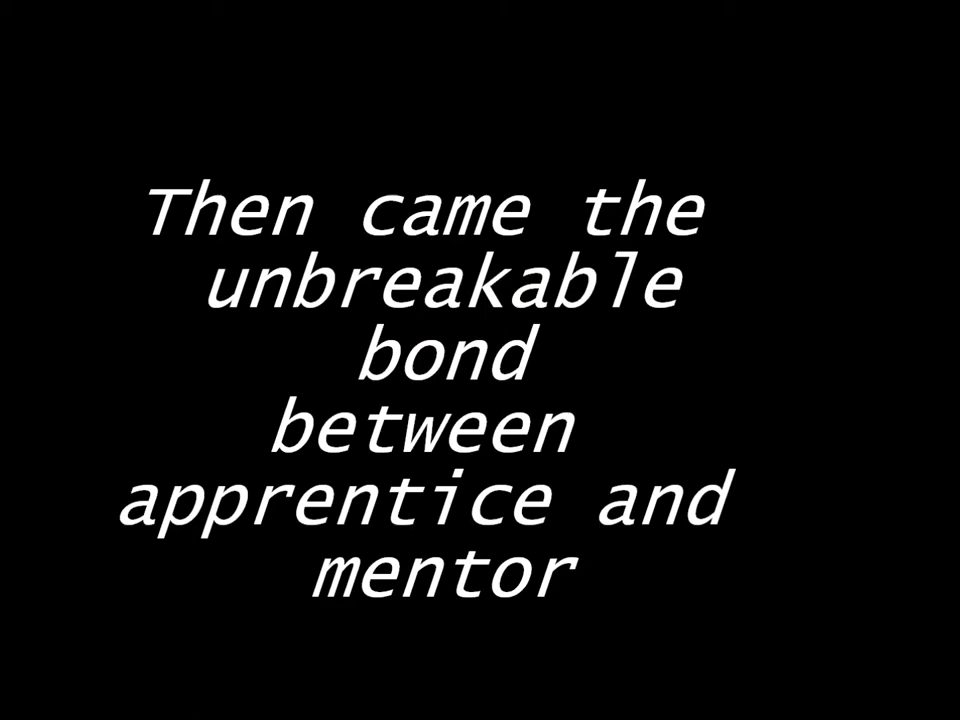 Then came the
unbreakable
bond
between
apprentice and
mentor